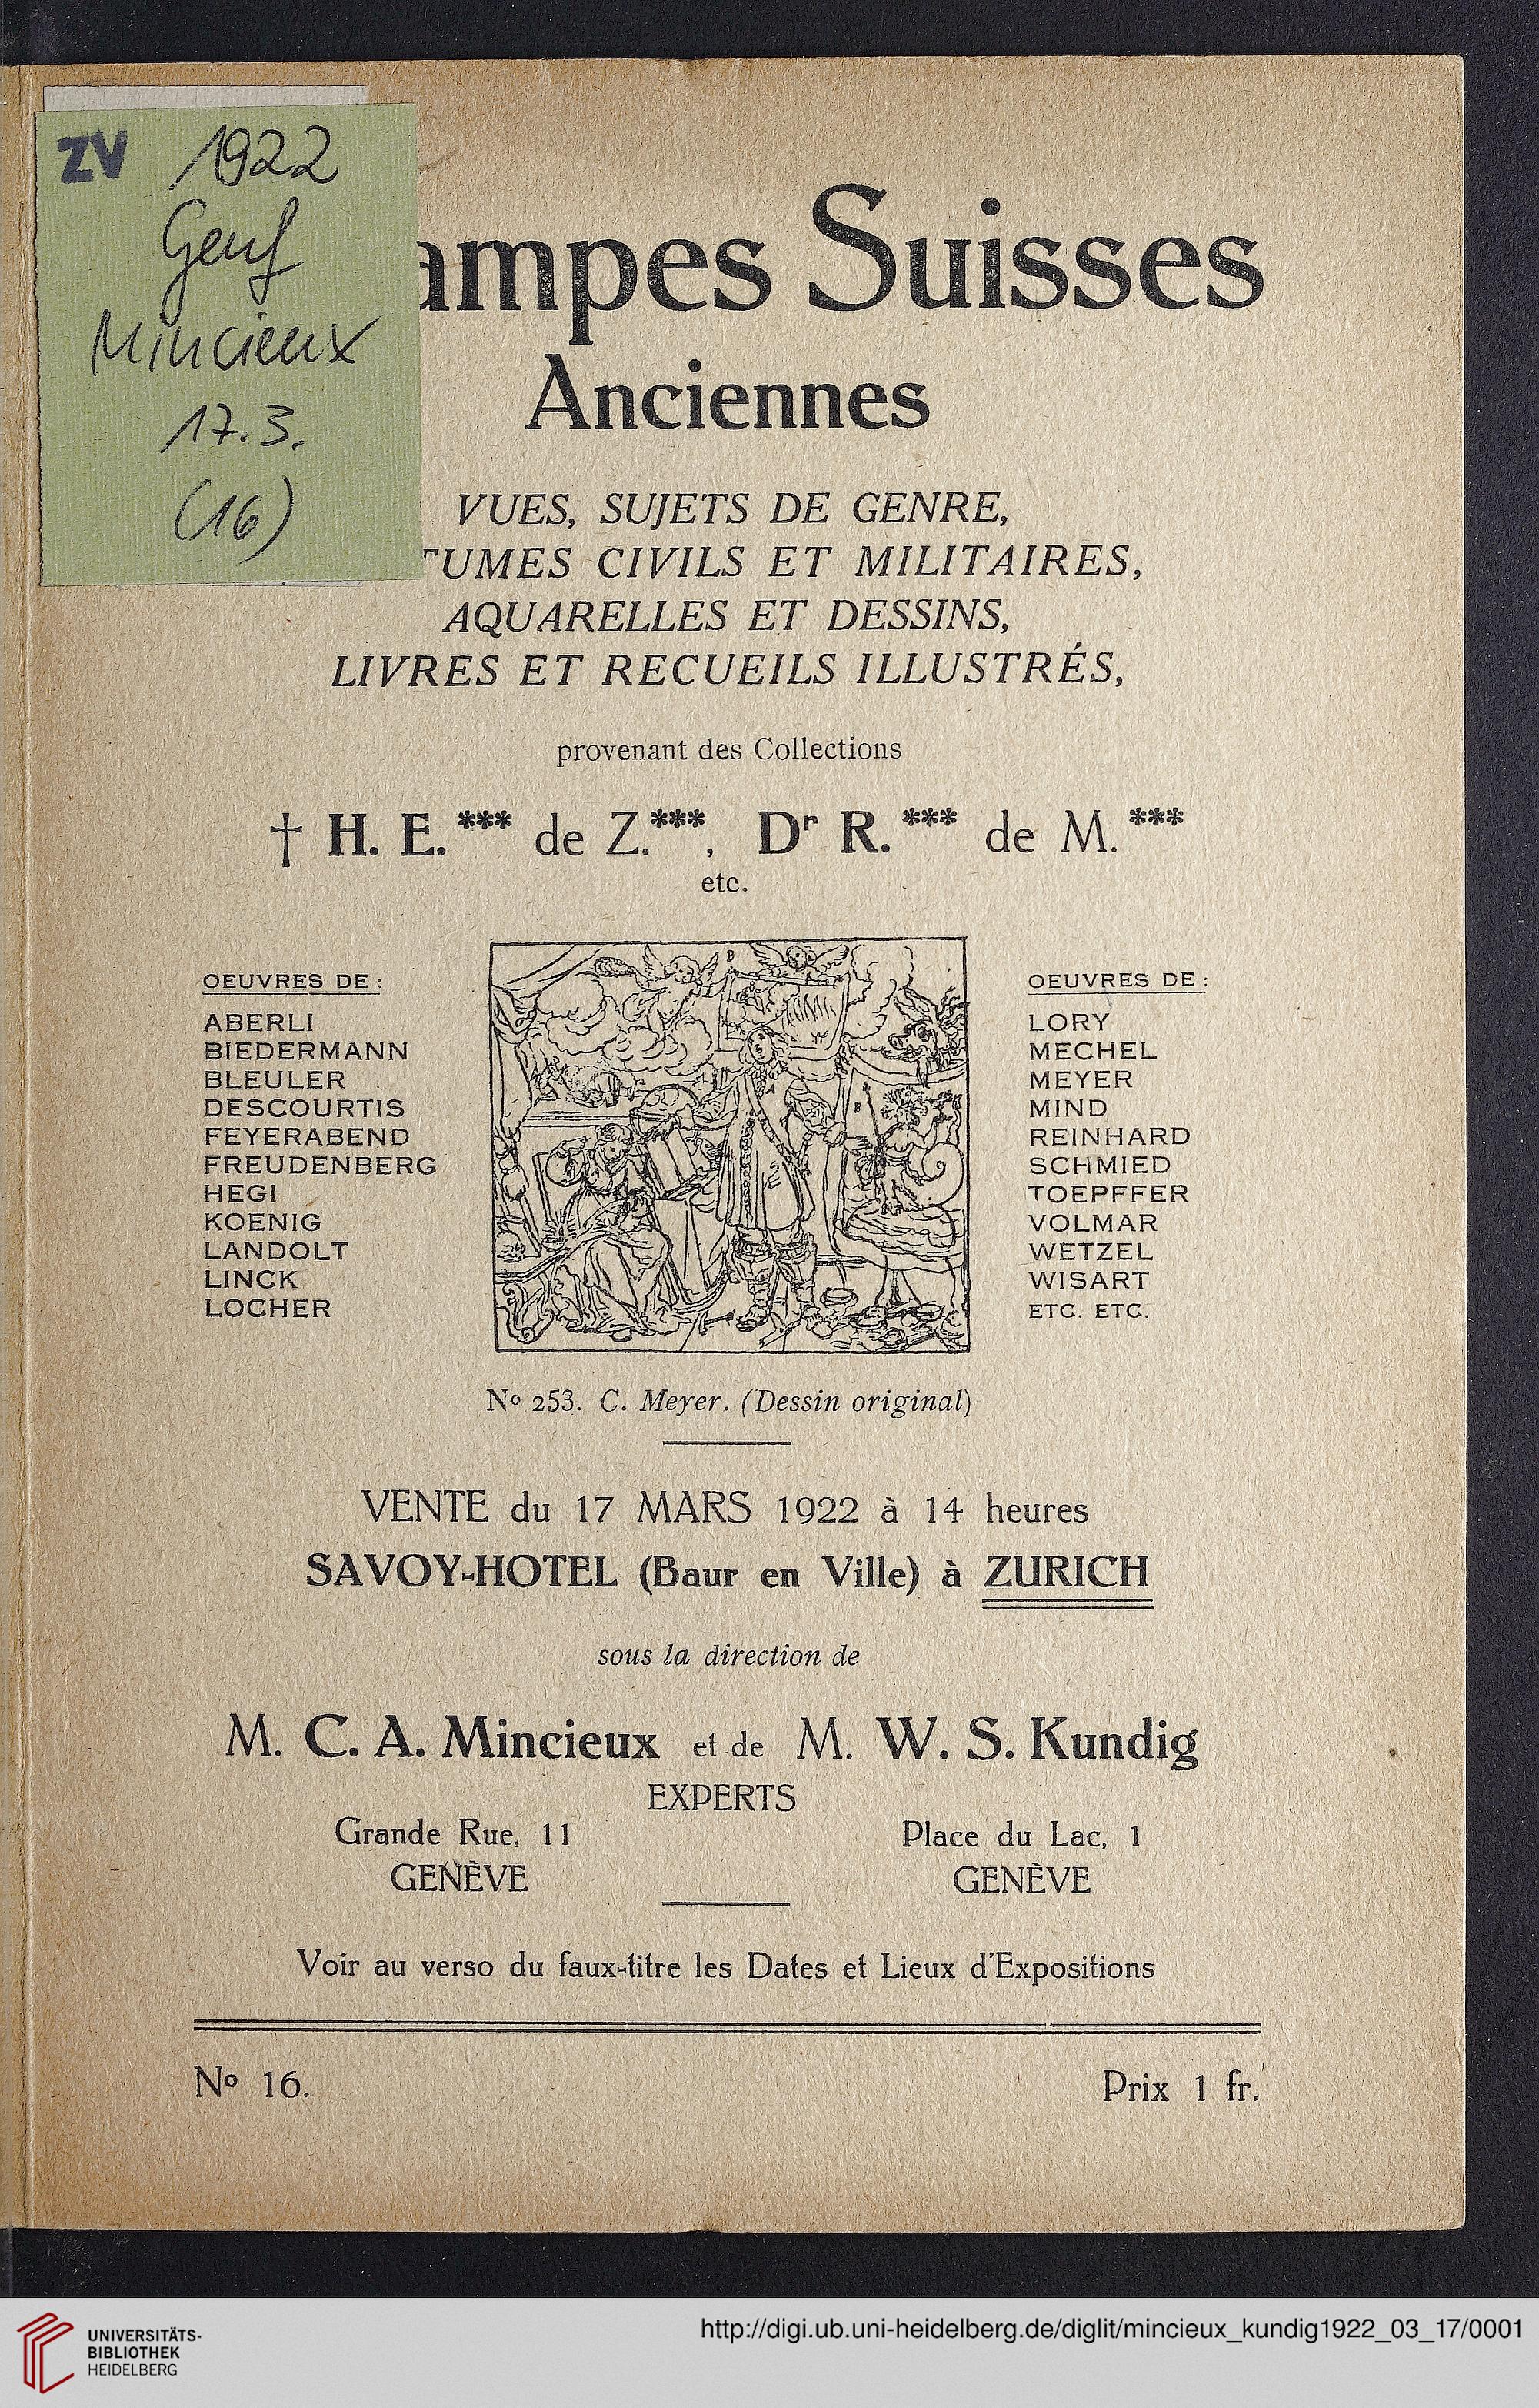 ZV 1922
Genf
Mincieux
17.3.
(16)
ampes Suisses
Anciennes
VUES, SUJETS DE GENRE,
TUMES CIVILS ET MILITAIRES,
AQUARELLES ET DESSINS,
LIVRES ET RECUEILS ILLUSTRÉS,
provenant des Collections
† H. E.*** de Z.***, Dr R.*** de M.***
etc.
OEUVRES DE :
ABERLI
BIEDERMANN
BLEULER
DESCOURTIS
FEYERABEND
FREUDENBERG
HEGI
KOENIG
LANDOLT
LINCK
LOCHER
B
A
B
OEUVRES DE :
LORY
MECHEL
MEYER
MIND
REINHARD
SCHMIED
TOEPFFER
VOLMAR
WETZEL
WISART
ETC. ETC.
No 253. C. Meyer. (Dessin original)
VENTE du 17 MARS 1922 à 14 heures
SAVOY-HOTEL (Baur en Ville) à ZURICH
sous la direction de
M. C. A. Mincieux et de M. W. S. Kundig
EXPERTS
Grande Rue, 11 Place du Lac, 1
GENÈVE GENÈVE
Voir au verso du faux-titre les Dates et Lieux d'Expositions
No 16. Prix 1 fr.
UNIVERSITÄTS-
BIBLIOTHEK
HEIDELBERG
http://digi.ub.uni-heidelberg.de/diglit/mincieux_kundig1922_03_17/0001